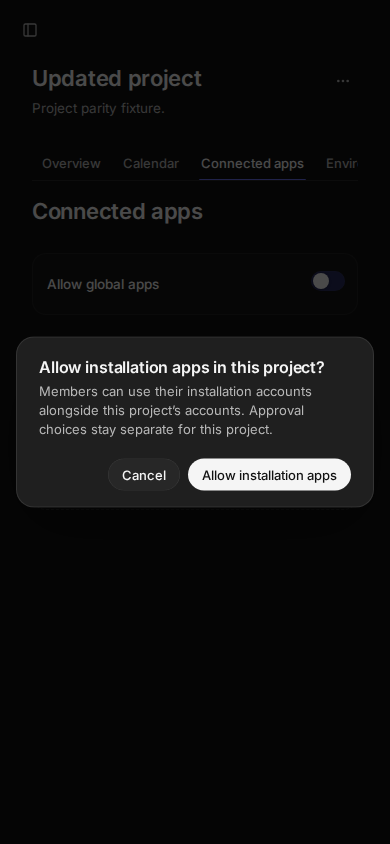 Updated project
Project parity fixture.
Overview Calendar Connected apps Envir
Connected apps
Allow global apps
Allow installation apps in this project?
Members can use their installation accounts
alongside this project’s accounts. Approval
choices stay separate for this project.
Cancel Allow installation apps